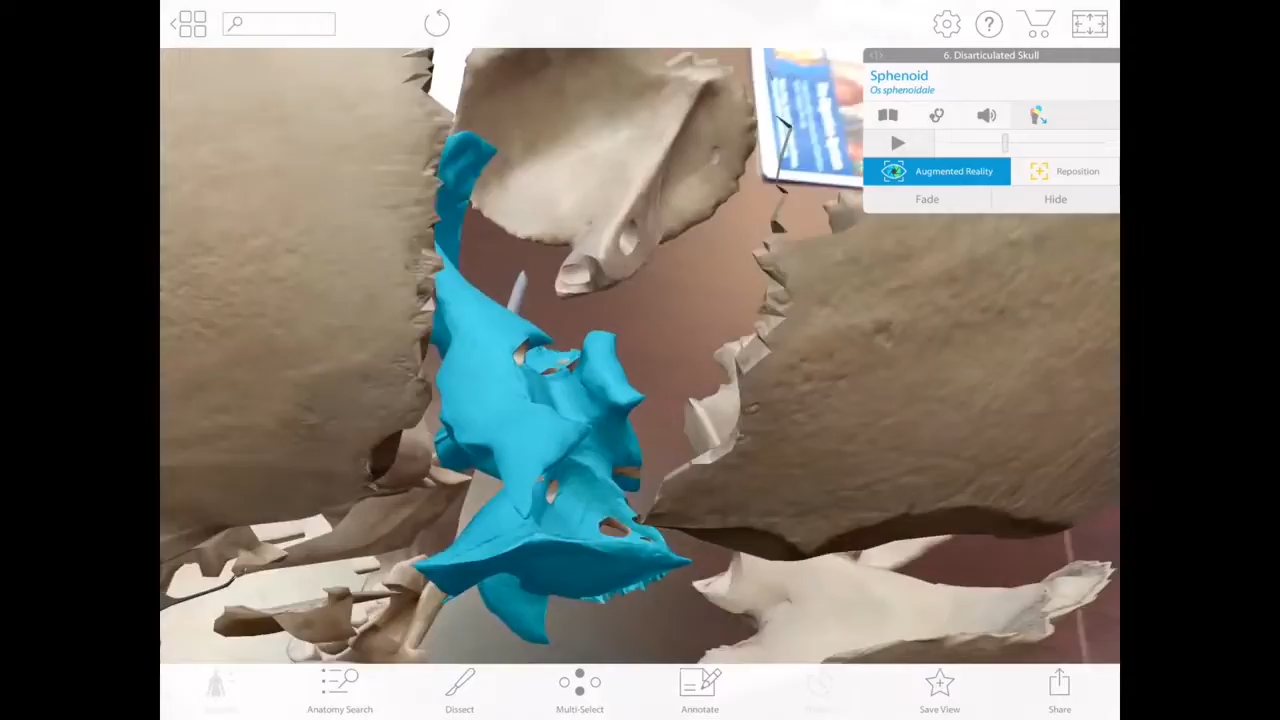 6. Disarticulated Skull
Sphenoid
Os sphenoidale
Augmented Reality
Reposition
Fade
Hide
Anatomy Search
Dissect
Multi-Select
Annotate
Save View
Share